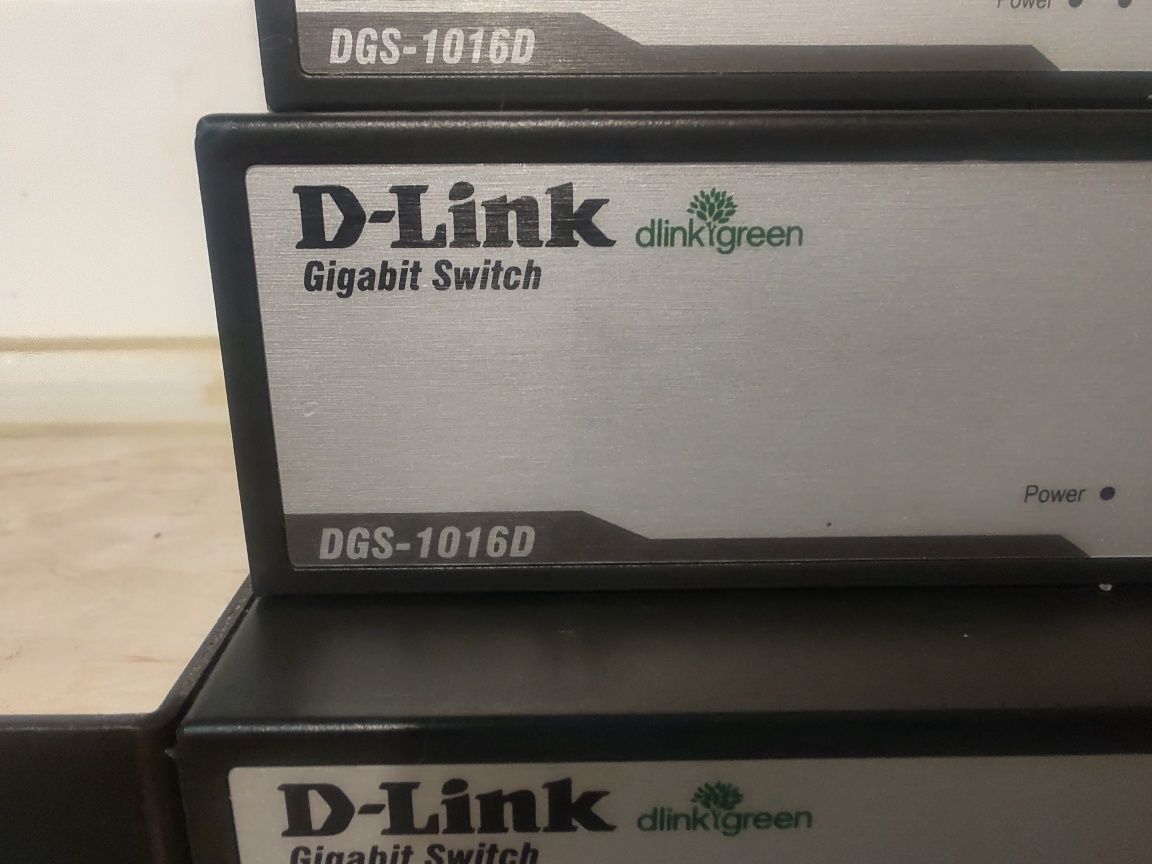 Power
DGS-1016D
D-Link dlinkgreen
Gigabit Switch
Power
DGS-1016D
D-Link dlinkgreen
Gigabit Switch